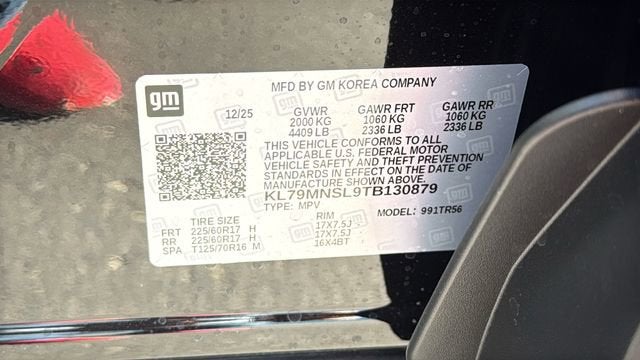 gm
MFD BY GM KOREA COMPANY
12/25 GVWR GAWR FRT GAWR RR
2000 KG 1060 KG 1060 KG
4409 LB 2336 LB 2336 LB
THIS VEHICLE CONFORMS TO ALL
APPLICABLE U.S. FEDERAL MOTOR
VEHICLE SAFETY AND THEFT PREVENTION
STANDARDS IN EFFECT ON THE DATE OF
MANUFACTURE SHOWN ABOVE.
KL79MNSL9TB130879
TYPE: MPV MODEL: 991TR56
TIRE SIZE RIM
FRT 225/60R17 H 17X7.5J
RR 225/60R17 H 17X7.5J
SPA T125/70R16 M 16X4BT